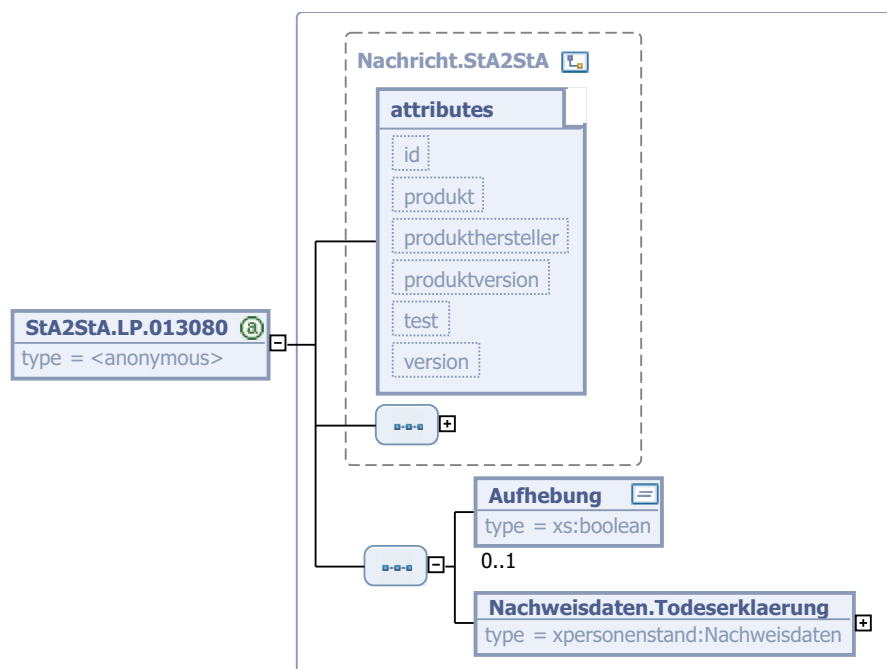 Nachricht.StA2StA
attributes
id
produkt
produkthersteller
produktversion
test
version
StA2StA.LP.013080 @
type = <anonymous>
Aufhebung
type = xs:boolean
0..1
Nachweisdaten.Todeserklaerung
type = xpersonenstand:Nachweisdaten